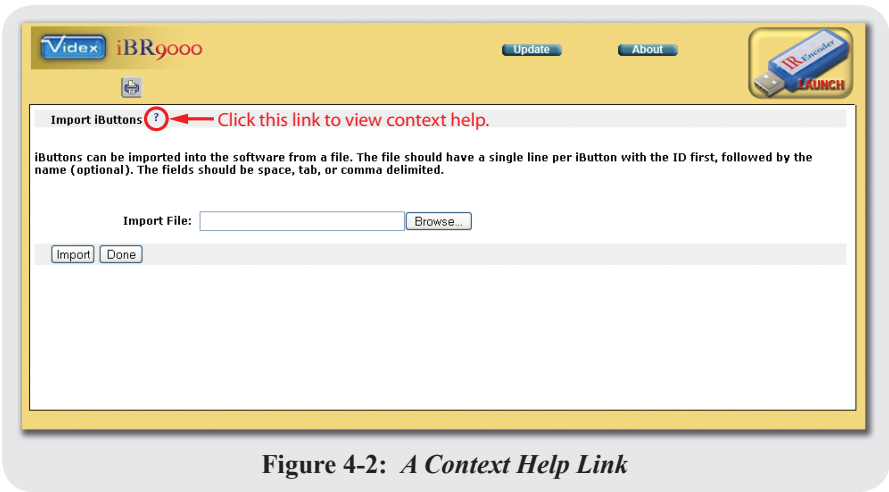 Videx iBR9000
Update
About
IR Encoder
LAUNCH
Import iButtons ?
Click this link to view context help.
iButtons can be imported into the software from a file. The file should have a single line per iButton with the ID first, followed by the
name (optional). The fields should be space, tab, or comma delimited.
Import File:
Browse...
Import
Done
Figure 4-2: A Context Help Link